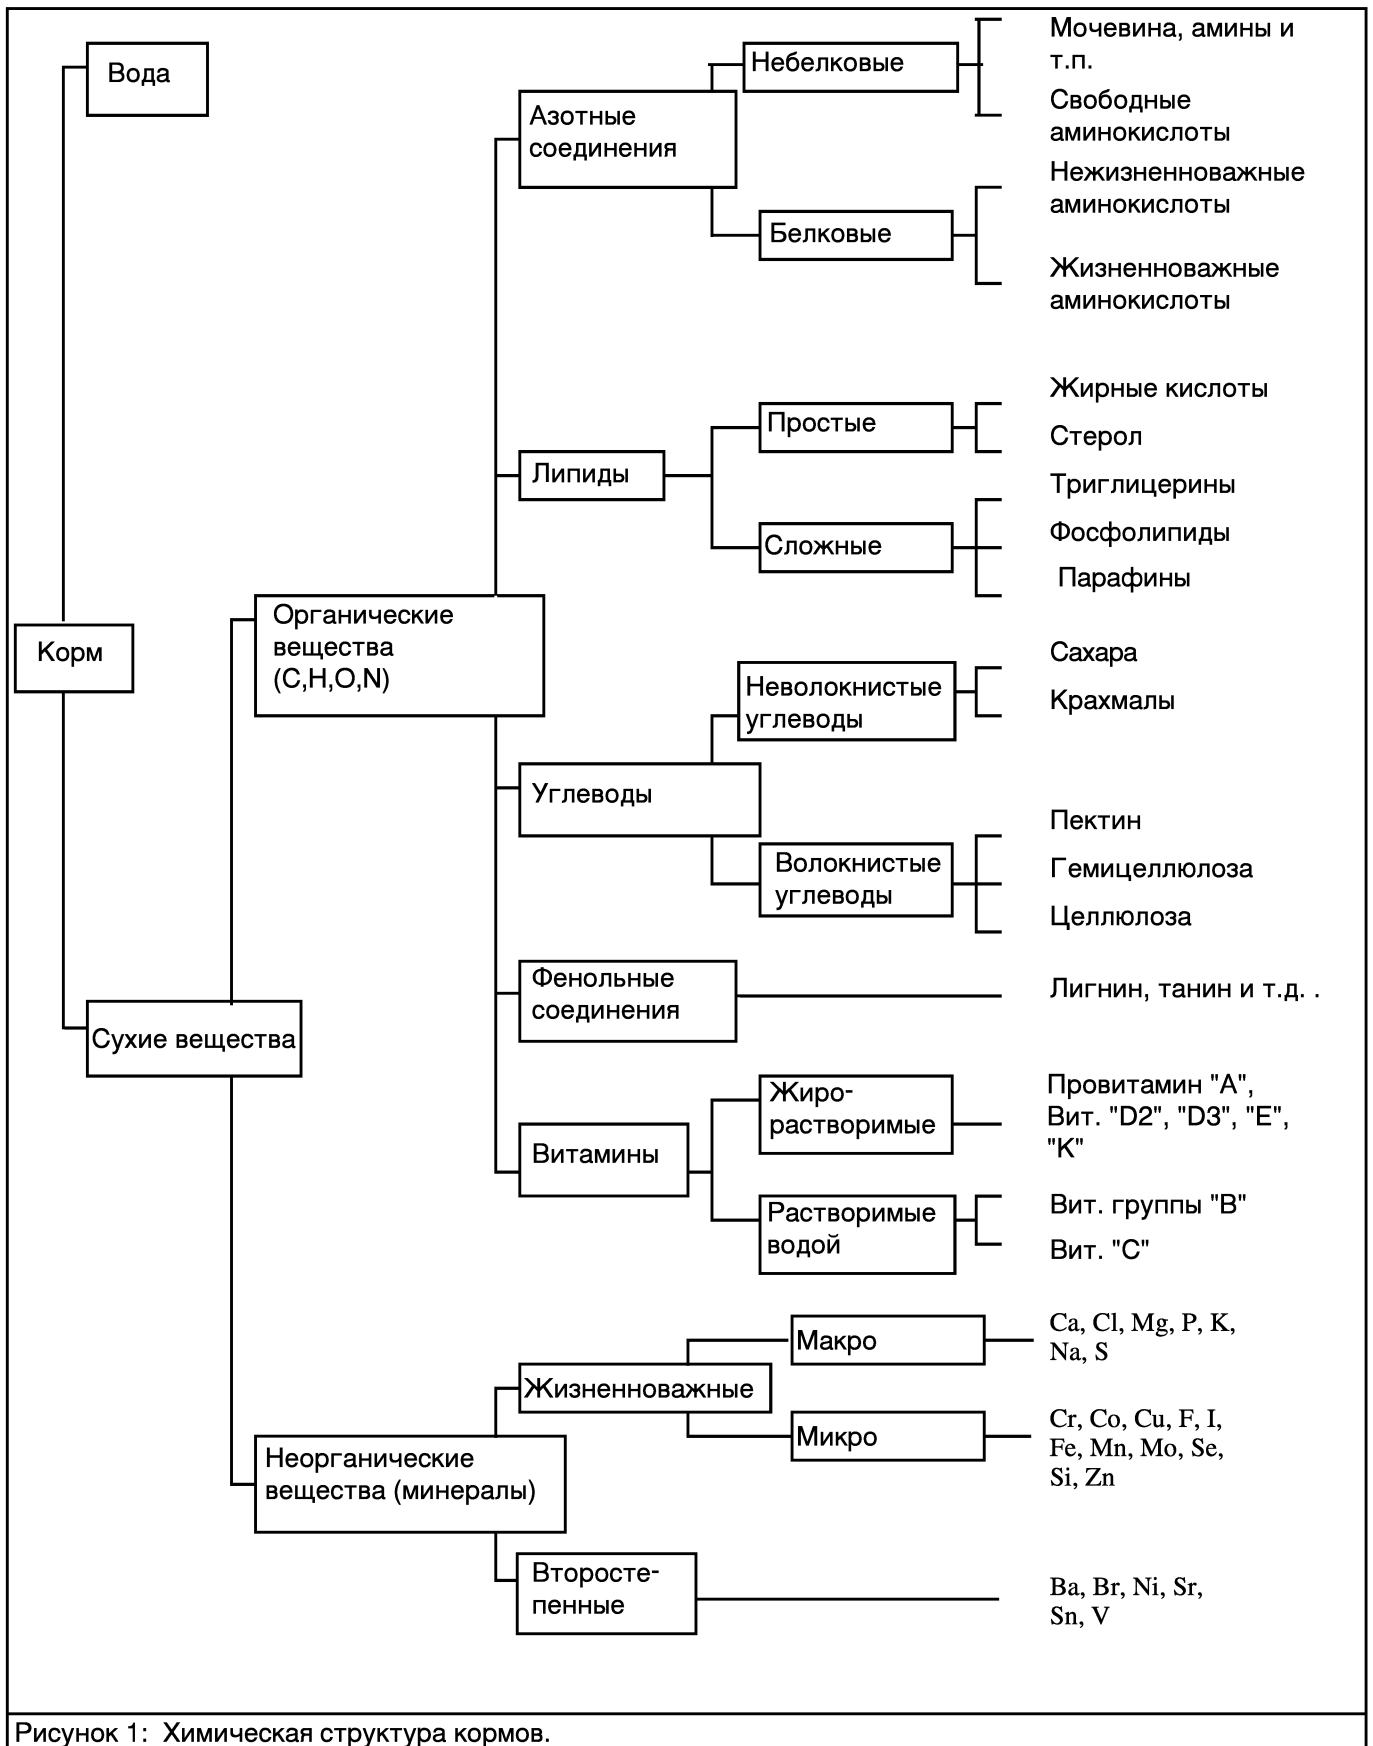 Вода
Небелковые
Мочевина, амины и
т.п.
Азотные
соединения
Свободные
аминокислоты
Нежизненноважные
аминокислоты
Белковые
Жизненноважные
аминокислоты
Жирные кислоты
Простые
Стерол
Липиды
Триглицерины
Сложные
Фосфолипиды
Парафины
Органические
вещества
(C,H,O,N)
Корм
Сахара
Неволокнистые
углеводы
Крахмалы
Углеводы
Пектин
Волокнистые
углеводы
Гемицеллюлоза
Целлюлоза
Фенольные
соединения
Лигнин, танин и т.д. .
Сухие вещества
Жиро-
растворимые
Провитамин "A",
Вит. "D2", "D3", "E",
"K"
Витамины
Растворимые
водой
Вит. группы "B"
Вит. "C"
Макро
Ca, Cl, Mg, P, K,
Na, S
Жизненноважные
Микро
Cr, Co, Cu, F, I,
Fe, Mn, Mo, Se,
Si, Zn
Неорганические
вещества (минералы)
Второсте-
пенные
Ba, Br, Ni, Sr,
Sn, V
Рисунок 1: Химическая структура кормов.